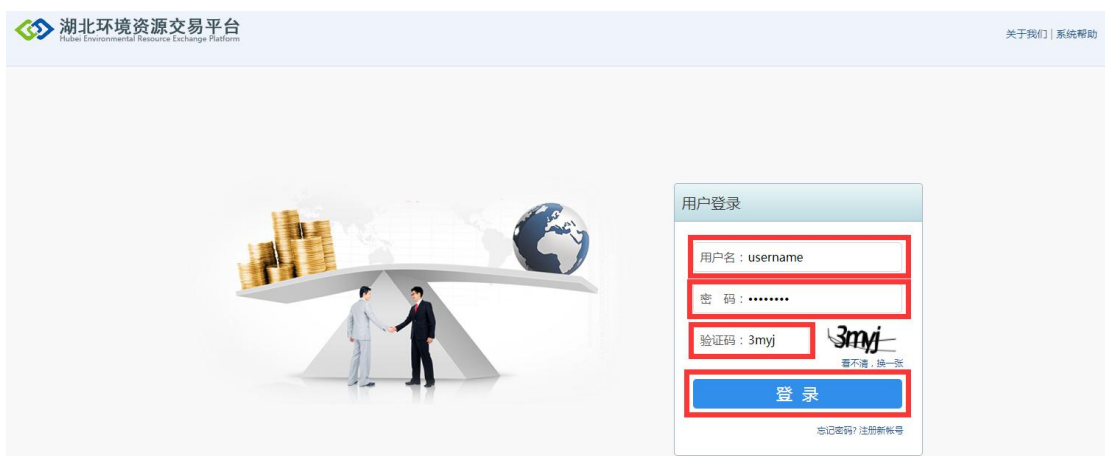 湖北环境资源交易平台
Hubei Environmental Resource Exchange Platform
关于我们 | 系统帮助
用户登录
用户名：username
密 码：••••••••
验证码：3myj
3myj
看不清，换一张
登 录
忘记密码? 注册新帐号